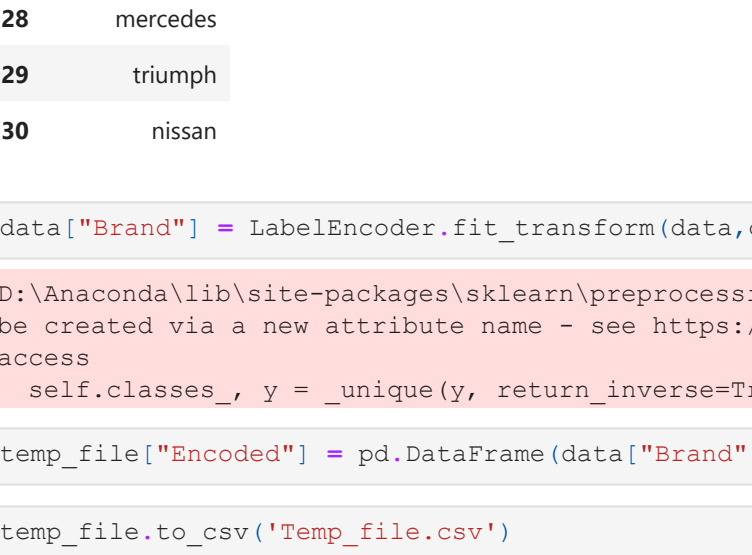 28 mercedes
29 triumph
30 nissan
data["Brand"] = LabelEncoder.fit_transform(data,
D:\Anaconda\lib\site-packages\sklearn\preprocessi
be created via a new attribute name - see https:/
access
self.classes_, y = _unique(y, return_inverse=Tr
temp_file["Encoded"] = pd.DataFrame(data["Brand"
temp_file.to_csv('Temp_file.csv')